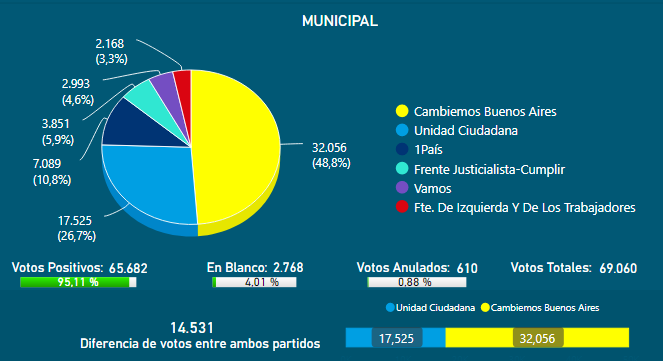 MUNICIPAL
2.168
(3,3%)
2.993
(4,6%)
3.851
(5,9%)
7.089
(10,8%)
17.525
(26,7%)
32.056
(48,8%)
Cambiemos Buenos Aires
Unidad Ciudadana
1País
Frente Justicialista-Cumplir
Vamos
Fte. De Izquierda Y De Los Trabajadores
Votos Positivos: 65.682
95,11 %
En Blanco: 2.768
4,01 %
Votos Anulados: 610
0,88 %
Votos Totales: 69.060
Unidad Ciudadana Cambiemos Buenos Aires
14.531
Diferencia de votos entre ambos partidos
17,525 32,056